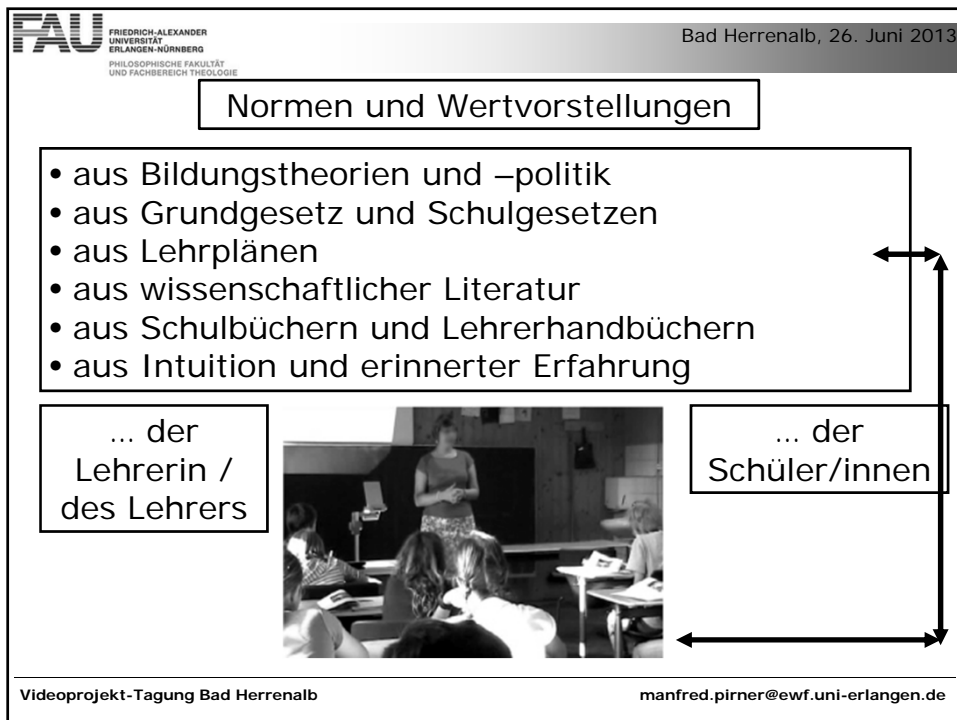 FAU
FRIEDRICH-ALEXANDER
UNIVERSITÄT
ERLANGEN-NÜRNBERG
PHILOSOPHISCHE FAKULTÄT
UND FACHBEREICH THEOLOGIE
Bad Herrenalb, 26. Juni 2013
Normen und Wertvorstellungen
• aus Bildungstheorien und –politik
• aus Grundgesetz und Schulgesetzen
• aus Lehrplänen
• aus wissenschaftlicher Literatur
• aus Schulbüchern und Lehrerhandbüchern
• aus Intuition und erinnerter Erfahrung
... der
Lehrerin /
des Lehrers
... der
Schüler/innen
Videoprojekt-Tagung Bad Herrenalb
manfred.pirner@ewf.uni-erlangen.de